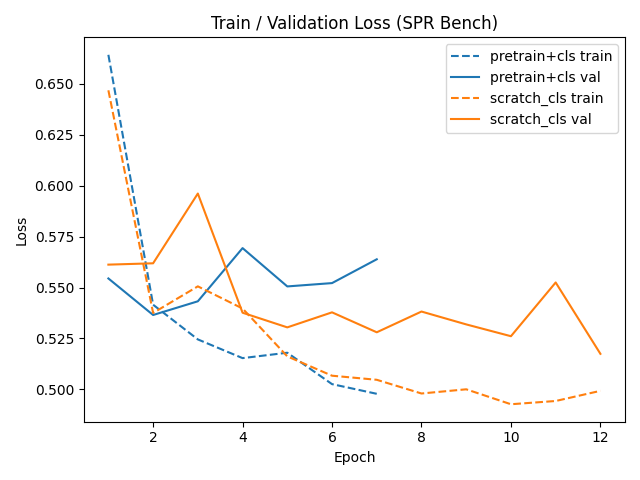 Train / Validation Loss (SPR Bench)
pretrain+cls train
pretrain+cls val
scratch_cls train
scratch_cls val
Loss
0.650
0.625
0.600
0.575
0.550
0.525
0.500
2 4 6 8 10 12
Epoch